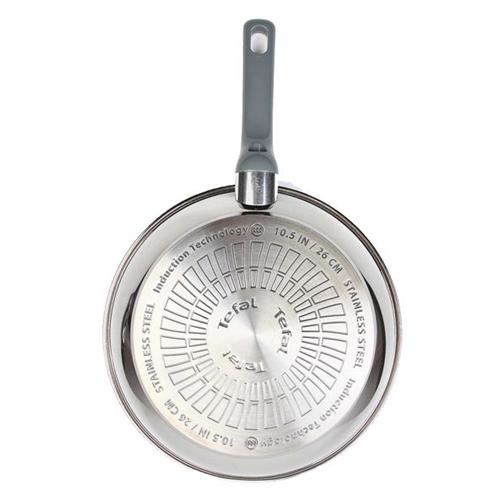 Induction Technology
10.5 IN / 26 CM
STAINLESS STEEL
Induction Technology
10.5 IN / 26 CM
STAINLESS STEEL
Tefal
Tefal
Tefal